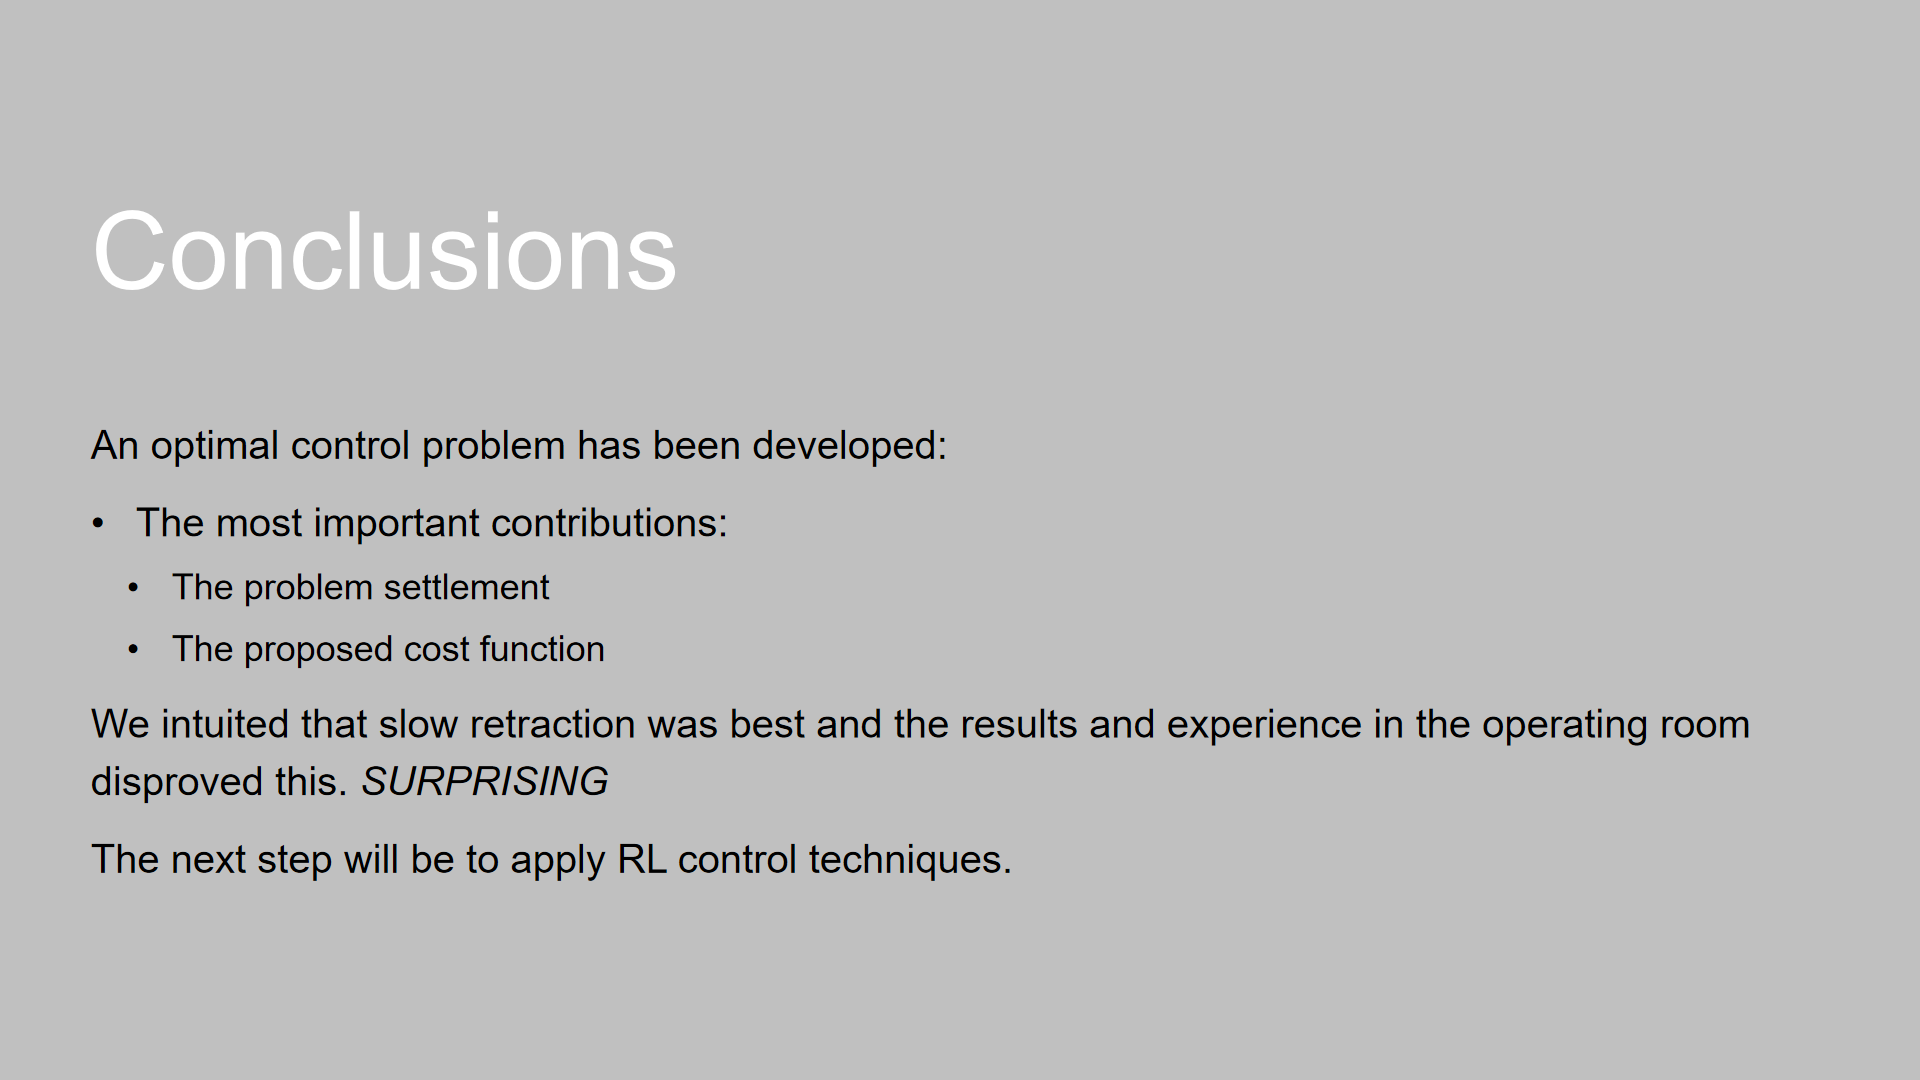 Conclusions
An optimal control problem has been developed:
• The most important contributions:
• The problem settlement
• The proposed cost function
We intuited that slow retraction was best and the results and experience in the operating room
disproved this. SURPRISING
The next step will be to apply RL control techniques.